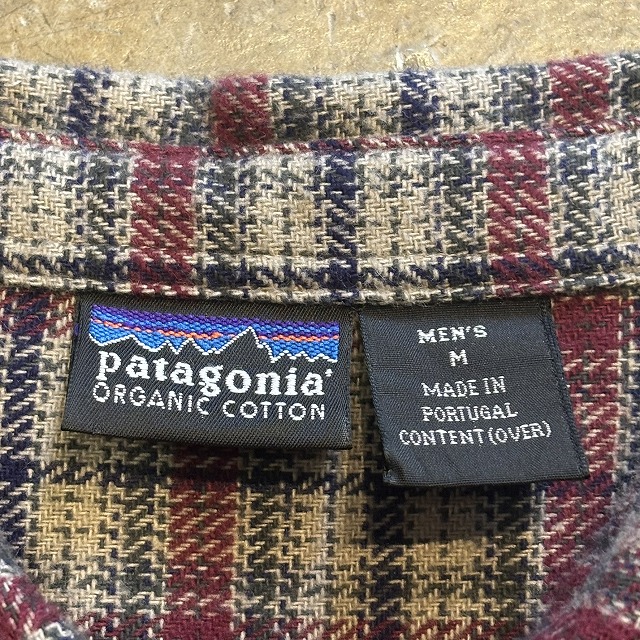 patagonia®
ORGANIC COTTON
MEN'S
M
MADE IN
PORTUGAL
CONTENT (OVER)